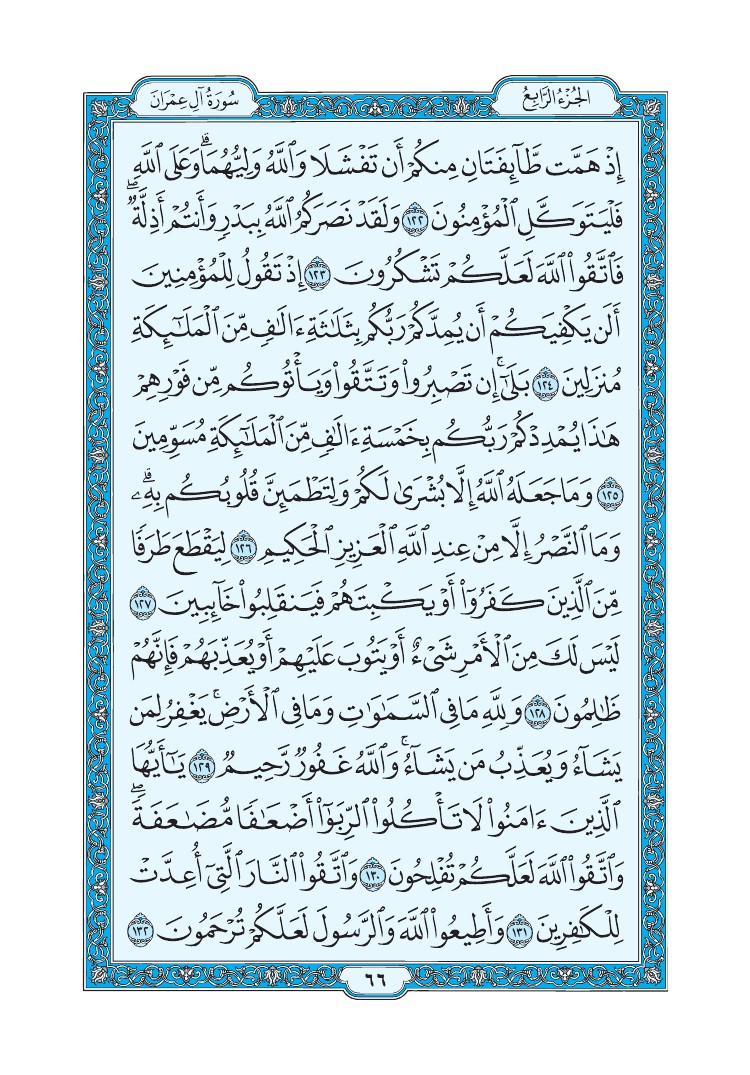 الجُزْءُ الرَّابِعُ
سُورَةُ آلِ عِمْرَانَ
إِذْ هَمَّت طَّآئِفَتَانِ مِنكُمْ أَن تَفْشَلَا وَٱللَّهُ وَلِيُّهُمَاۗ وَعَلَى ٱللَّهِ
فَلْيَتَوَكَّلِ ٱلْمُؤْمِنُونَ ١٢٢ وَلَقَدْ نَصَرَكُمُ ٱللَّهُ بِبَدْرٍ وَأَنتُمْ أَذِلَّةٌۖ
فَٱتَّقُوا۟ ٱللَّهَ لَعَلَّكُمْ تَشْكُرُونَ ١٢٣ إِذْ تَقُولُ لِلْمُؤْمِنِينَ
أَلَن يَكْفِيَكُمْ أَن يُمِدَّكُمْ رَبُّكُم بِثَلَٰثَةِ ءَالَٰفٍ مِّنَ ٱلْمَلَٰٓئِكَةِ
مُنزَلِينَ ١٢٤ بَلَىٰٓۚ إِن تَصْبِرُوا۟ وَتَتَّقُوا۟ وَيَأْتُوكُم مِّن فَوْرِهِمْ
هَٰذَا يُمْدِدْكُمْ رَبُّكُم بِخَمْسَةِ ءَالَٰفٍ مِّنَ ٱلْمَلَٰٓئِكَةِ مُسَوِّمِينَ
١٢٥ وَمَا جَعَلَهُ ٱللَّهُ إِلَّا بُشْرَىٰ لَكُمْ وَلِتَطْمَئِنَّ قُلُوبُكُم بِهِۦۗ
وَمَا ٱلنَّصْرُ إِلَّا مِنْ عِندِ ٱللَّهِ ٱلْعَزِيزِ ٱلْحَكِيمِ ١٢٦ لِيَقْطَعَ طَرَفًا
مِّنَ ٱلَّذِينَ كَفَرُوٓا۟ أَوْ يَكْبِتَهُمْ فَيَنقَلِبُوا۟ خَآئِبِينَ ١٢٧
لَيْسَ لَكَ مِنَ ٱلْأَمْرِ شَىْءٌ أَوْ يَتُوبَ عَلَيْهِمْ أَوْ يُعَذِّبَهُمْ فَإِنَّهُمْ
ظَٰلِمُونَ ١٢٨ وَلِلَّهِ مَا فِى ٱلسَّمَٰوَٰتِ وَمَا فِى ٱلْأَرْضِۚ يَغْفِرُ لِمَن
يَشَآءُ وَيُعَذِّبُ مَن يَشَآءُۚ وَٱللَّهُ غَفُورٌ رَّحِيمٌ ١٢٩ يَٰٓأَيُّهَا
ٱلَّذِينَ ءَامَنُوا۟ لَا تَأْكُلُوا۟ ٱلرِّبَوٰٓا۟ أَضْعَٰفًا مُّضَٰعَفَةًۖ
وَٱتَّقُوا۟ ٱللَّهَ لَعَلَّكُمْ تُفْلِحُونَ ١٣٠ وَٱتَّقُوا۟ ٱلنَّارَ ٱلَّتِىٓ أُعِدَّتْ
لِلْكَٰفِرِينَ ١٣١ وَأَطِيعُوا۟ ٱللَّهَ وَٱلرَّسُولَ لَعَلَّكُمْ تُرْحَمُونَ ١٣٢
٦٦